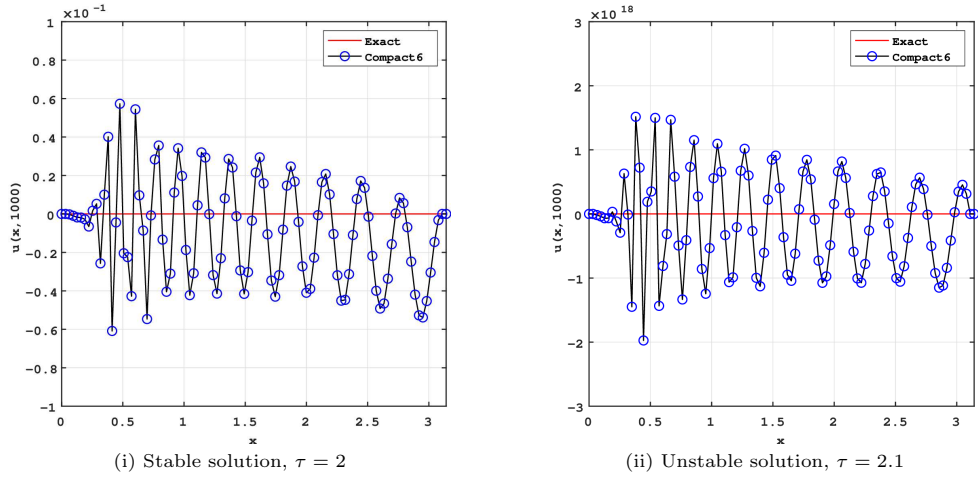 ×10⁻¹
1
0.8
0.6
0.4
0.2
0
-0.2
-0.4
-0.6
-0.8
-1
u(x,1000)
Exact
Compact6
0 0.5 1 1.5 2 2.5 3
x
(i) Stable solution, τ = 2
×10¹⁸
3
2
1
0
-1
-2
-3
u(x,1000)
Exact
Compact6
0 0.5 1 1.5 2 2.5 3
x
(ii) Unstable solution, τ = 2.1